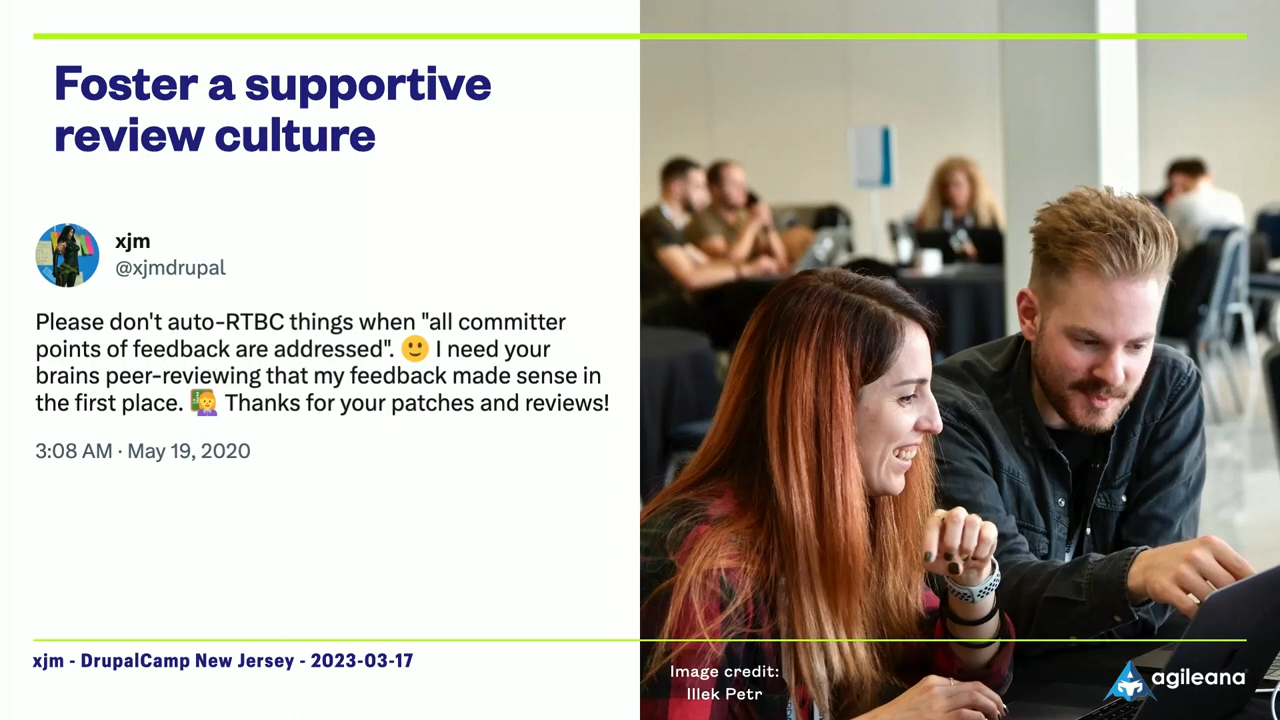 Foster a supportive
review culture
xjm
@xjmdrupal
Please don't auto-RTBC things when "all committer
points of feedback are addressed". 🙂 I need your
brains peer-reviewing that my feedback made sense in
the first place. 👩‍🏫 Thanks for your patches and reviews!
3:08 AM · May 19, 2020
xjm - DrupalCamp New Jersey - 2023-03-17
Image credit:
Illek Petr
agileana